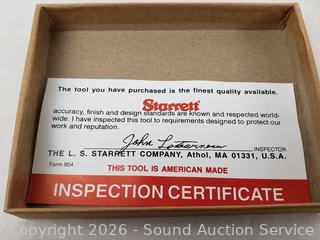 The tool you have purchased is the finest quality available.
Starrett
accuracy, finish and design standards are known and respected world-
wide. I have inspected this tool to requirements designed to protect our
work and reputation.
John
INSPECTOR
THE L. S. STARRETT COMPANY, Athol, MA 01331, U.S.A.
Form 804
THIS TOOL IS AMERICAN MADE
INSPECTION CERTIFICATE
Copyright 2026 - Sound Auction Service